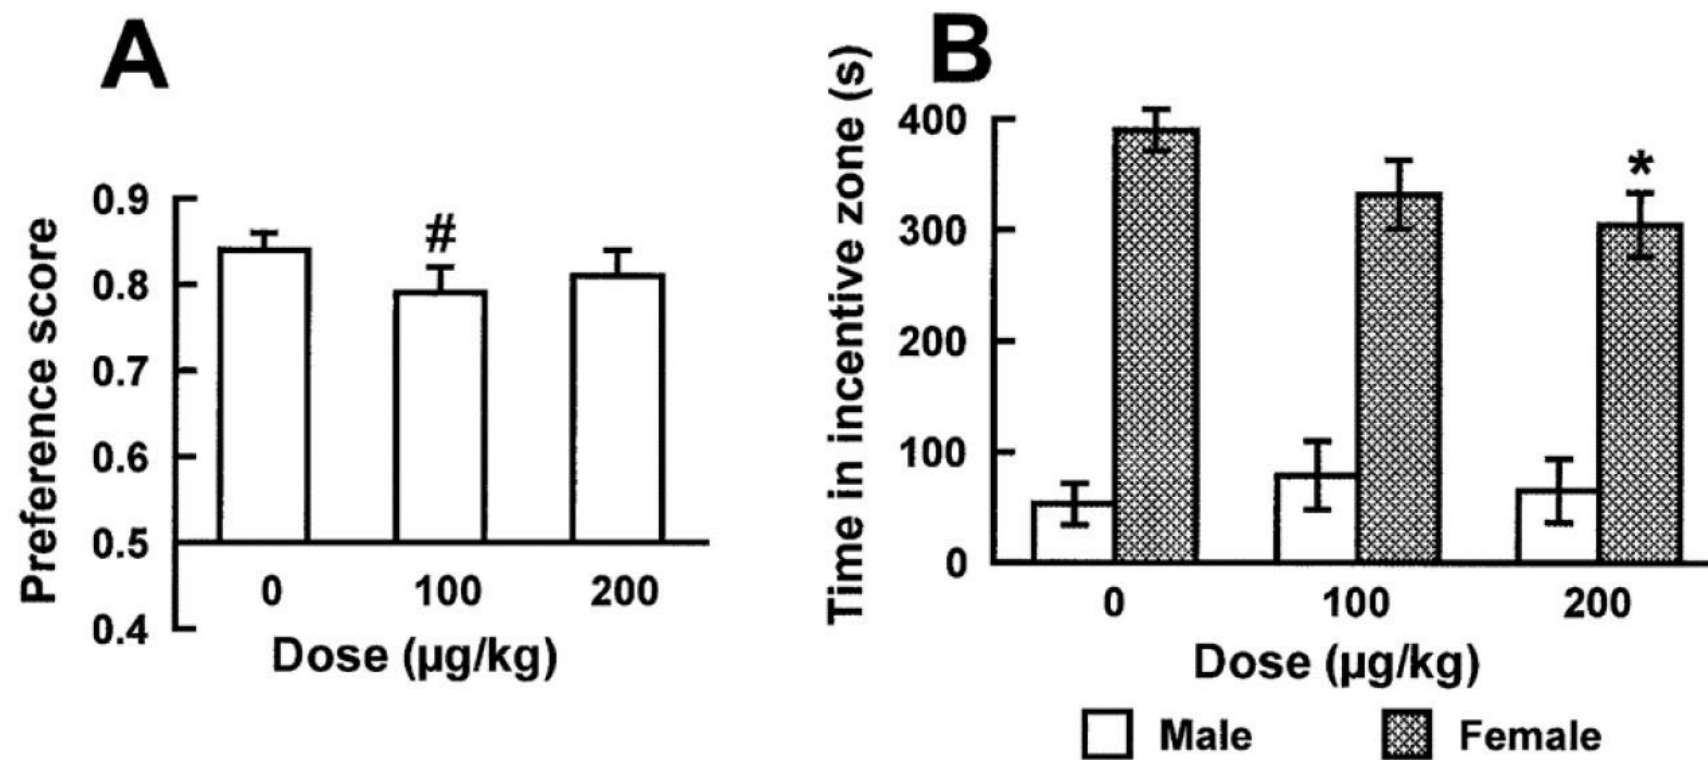 A
Preference score
0.9
0.8
0.7
0.6
0.5
0.4
#
0 100 200
Dose (µg/kg)
B
Time in incentive zone (s)
400
300
200
100
0
*
0 100 200
Dose (µg/kg)
Male Female